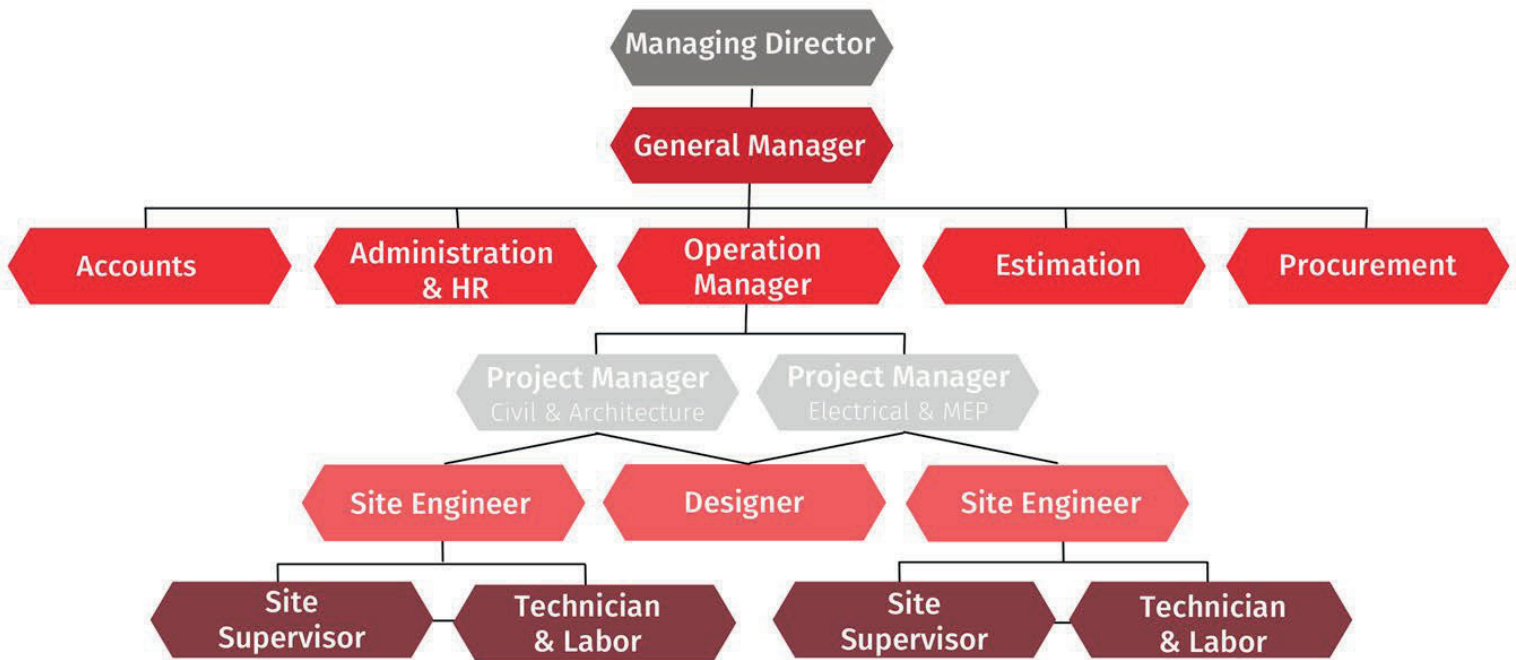 Managing Director
General Manager
Accounts
Administration
& HR
Operation
Manager
Estimation
Procurement
Project Manager
Civil & Architecture
Project Manager
Electrical & MEP
Site Engineer
Designer
Site Engineer
Site
Supervisor
Technician
& Labor
Site
Supervisor
Technician
& Labor